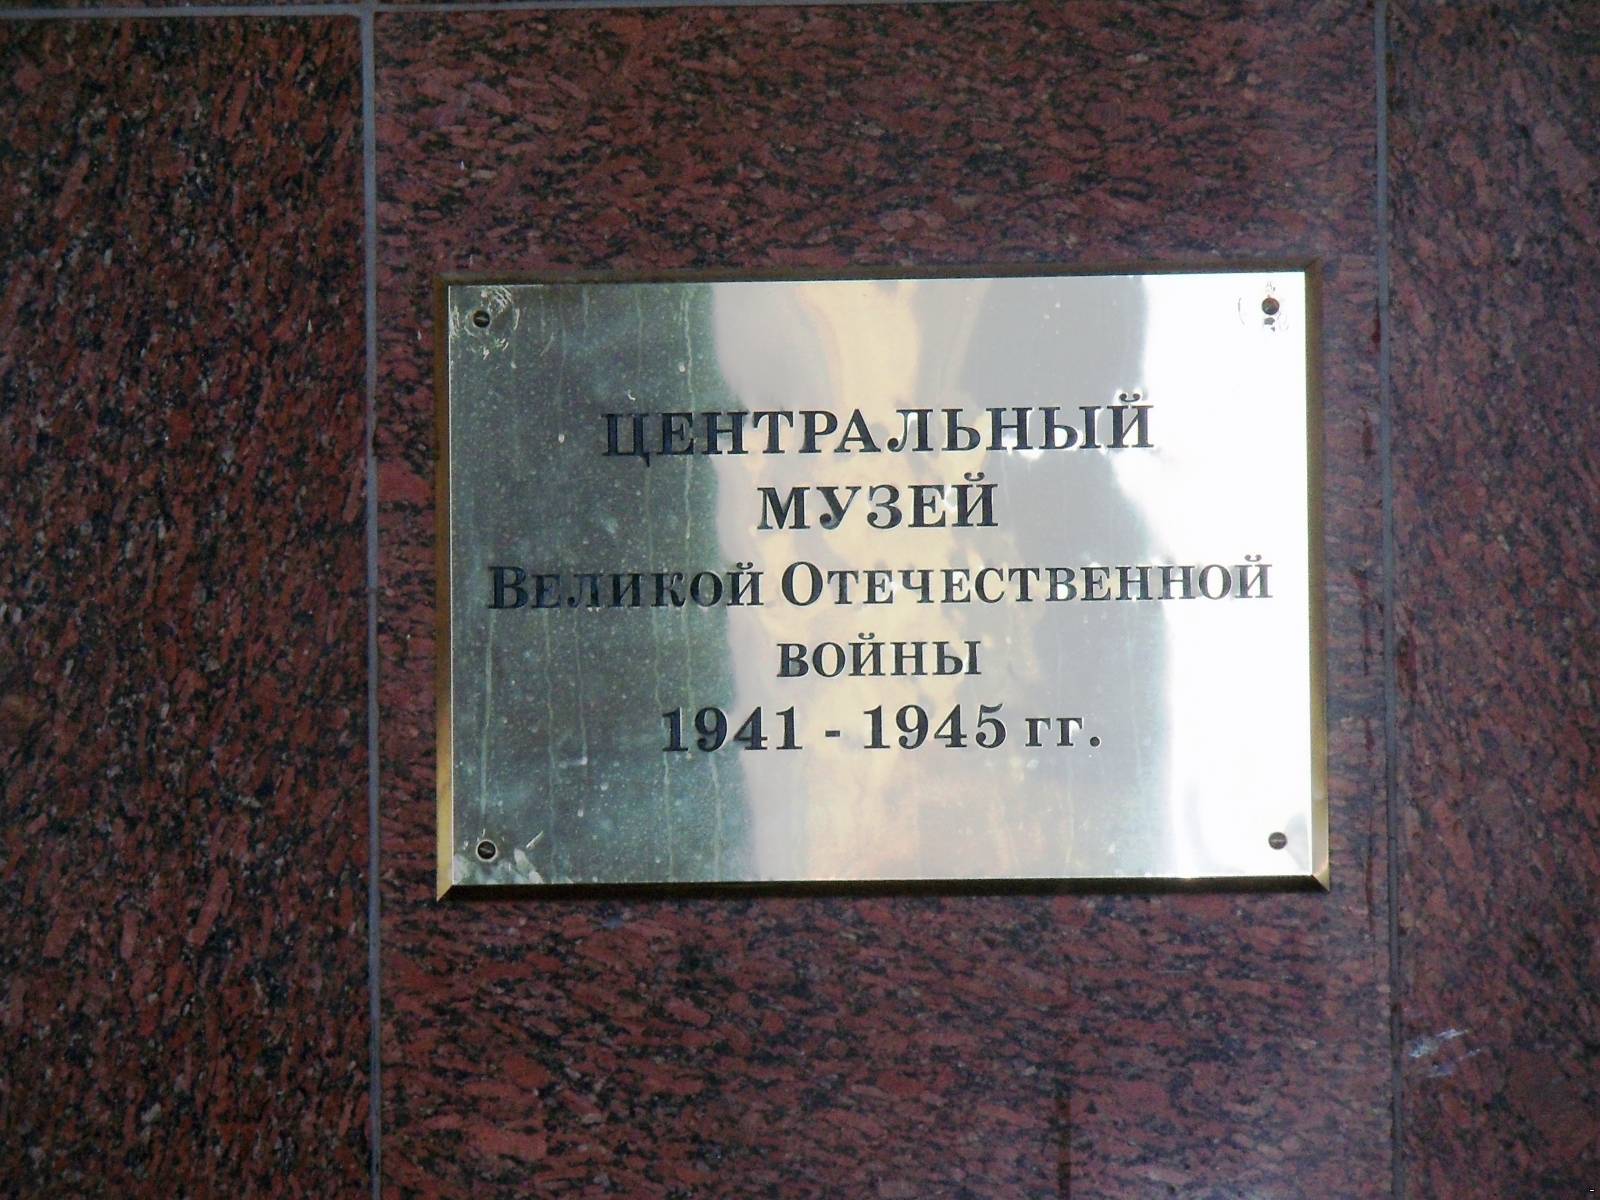 ЦЕНТРАЛЬНЫЙ
МУЗЕЙ
ВЕЛИКОЙ ОТЕЧЕСТВЕННОЙ
ВОЙНЫ
1941 - 1945 гг.